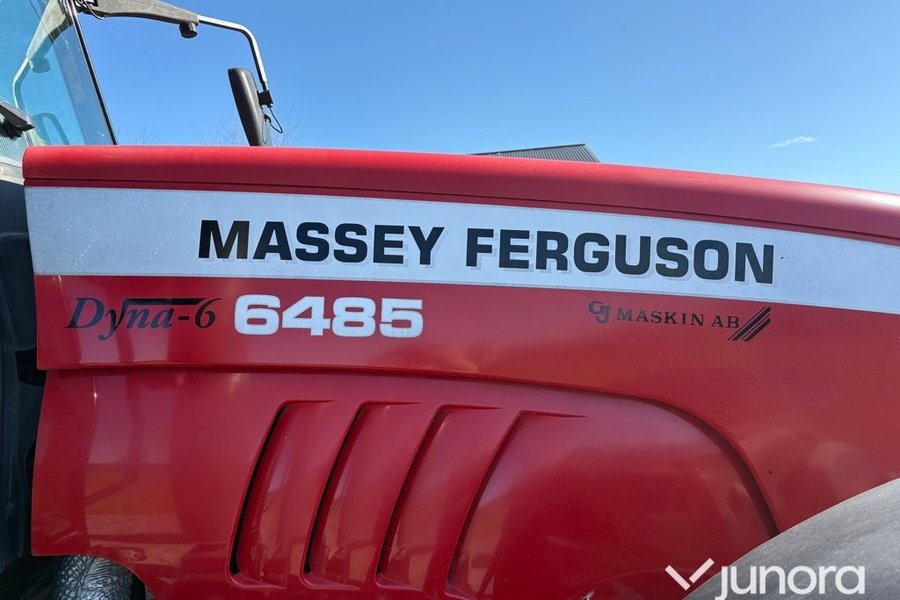 MASSEY FERGUSON
Dyna-6 6485
GJ MASKIN AB
junora